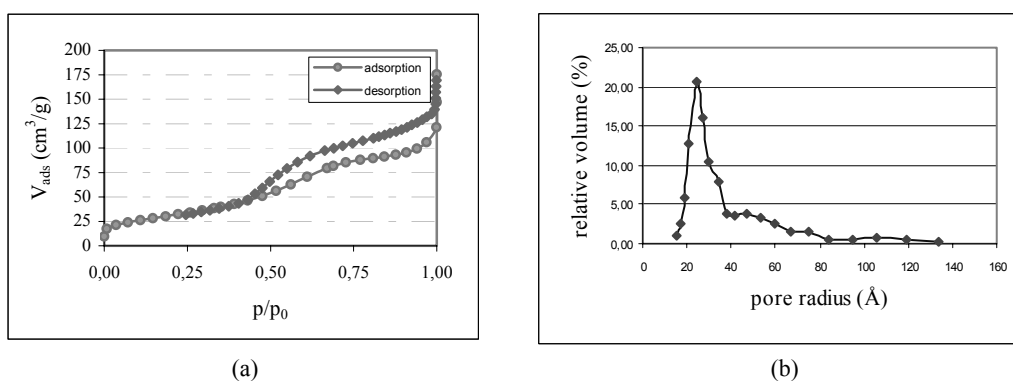 200
175
150
125
100
75
50
25
0
V_ads (cm³/g)
adsorption
desorption
0,00
0,25
0,50
0,75
1,00
p/p₀
(a)
25,00
20,00
15,00
10,00
5,00
0,00
relative volume (%)
0 20 40 60 80 100 120 140 160
pore radius (Å)
(b)